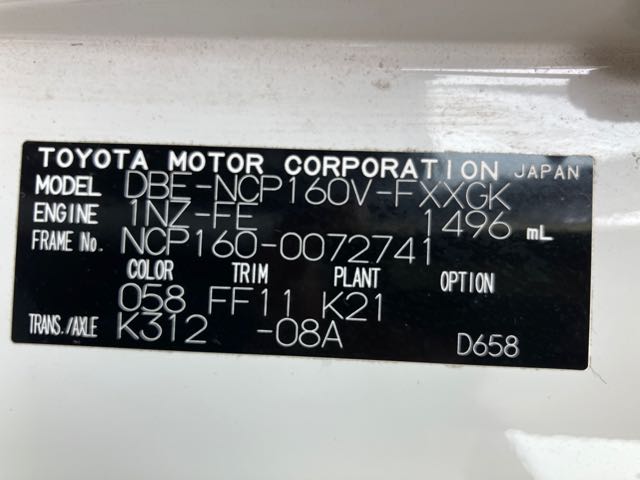 TOYOTA MOTOR CORPORATION JAPAN
MODEL DBE-NCP160V-FXXGK
ENGINE 1NZ-FE 1496 mL
FRAME No. NCP160-0072741
COLOR TRIM PLANT OPTION
058 FF11 K21
TRANS./AXLE K312 -08A D658